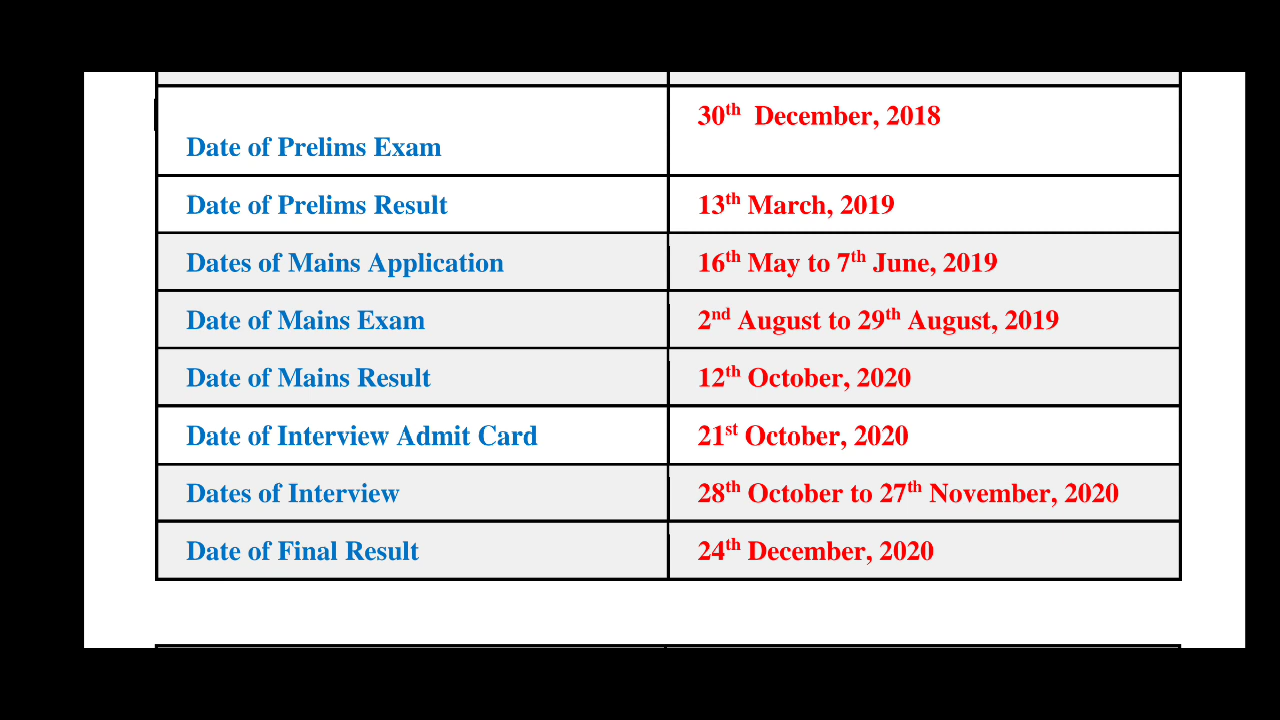 Date of Prelims Exam 30th December, 2018
Date of Prelims Result 13th March, 2019
Dates of Mains Application 16th May to 7th June, 2019
Date of Mains Exam 2nd August to 29th August, 2019
Date of Mains Result 12th October, 2020
Date of Interview Admit Card 21st October, 2020
Dates of Interview 28th October to 27th November, 2020
Date of Final Result 24th December, 2020